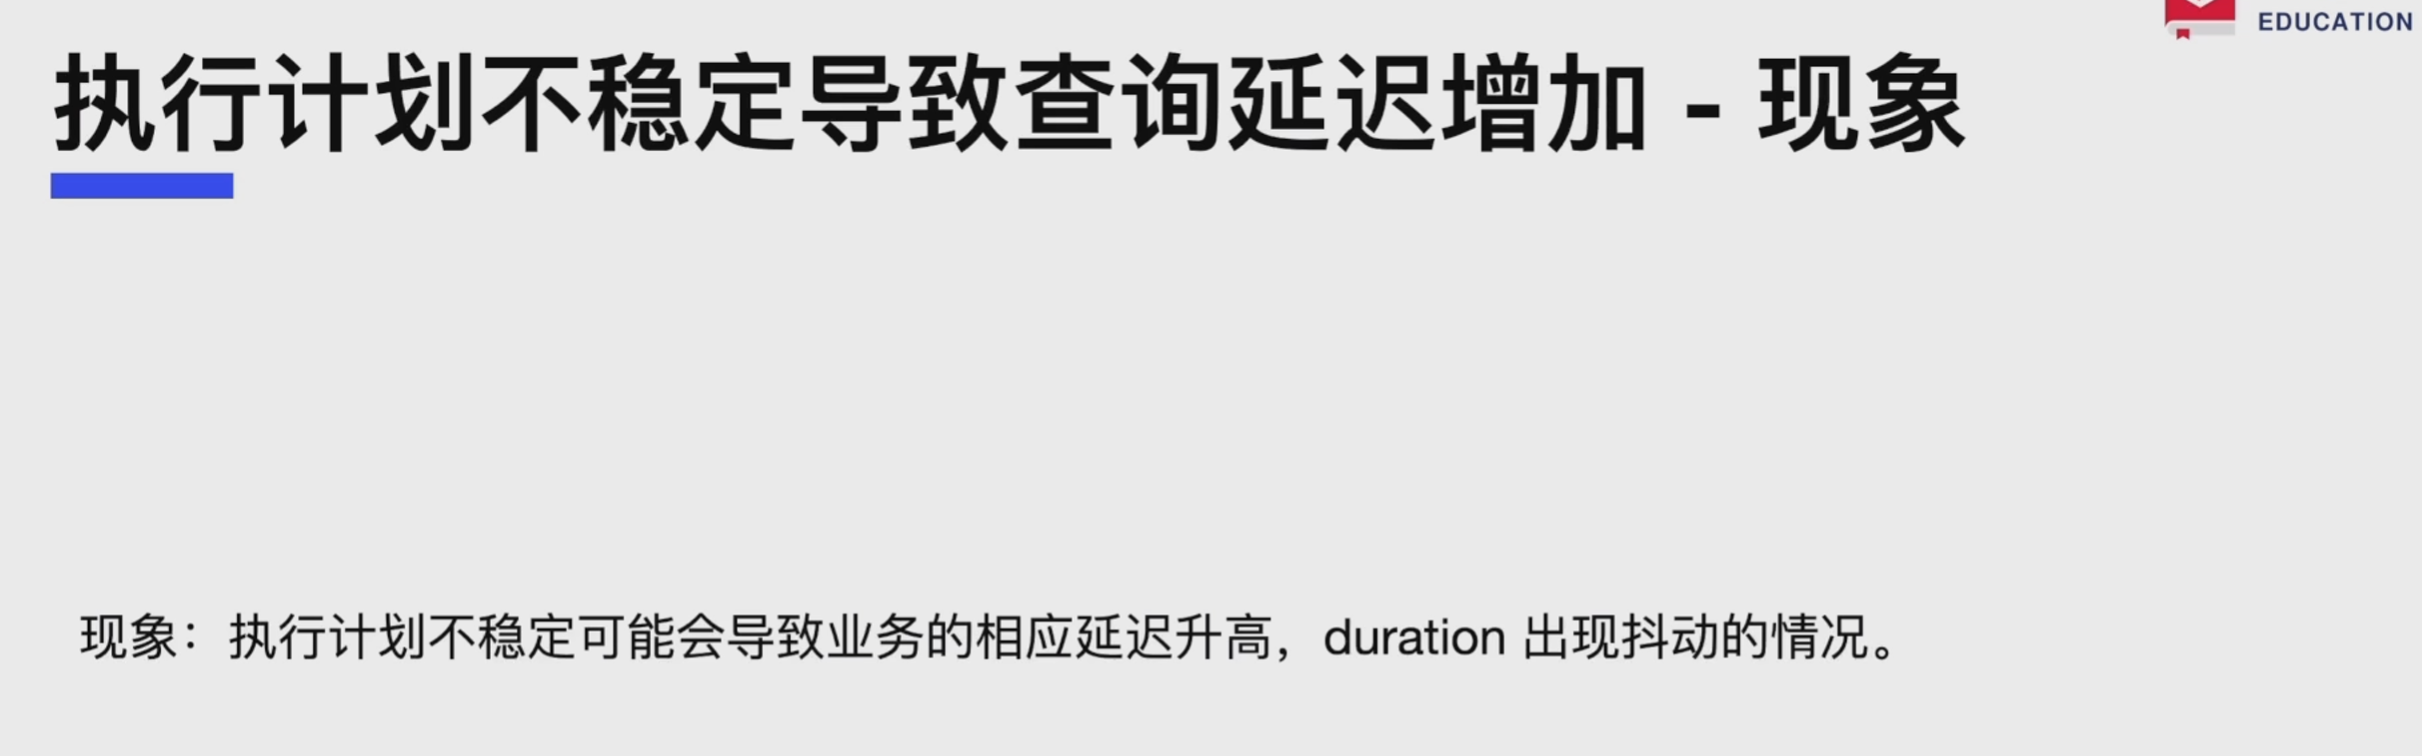 EDUCATION
执行计划不稳定导致查询延迟增加 - 现象
现象：执行计划不稳定可能会导致业务的相应延迟升高，duration 出现抖动的情况。